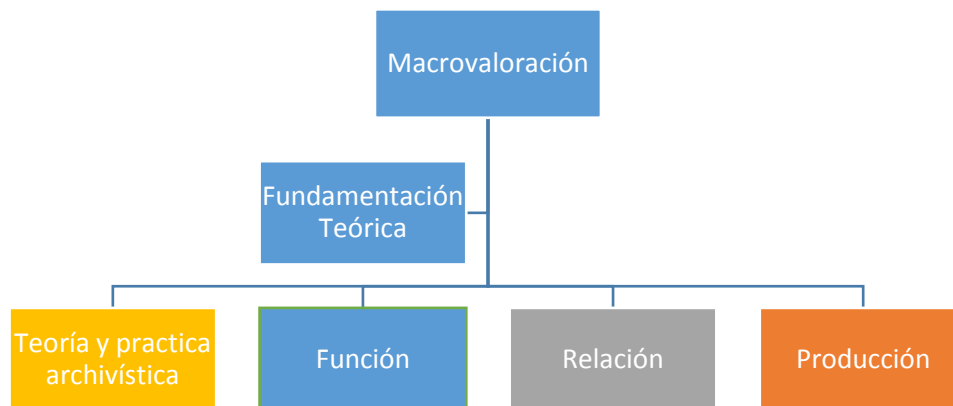 Macrovaloración
Fundamentación
Teórica
Teoría y practica
archivística
Función
Relación
Producción